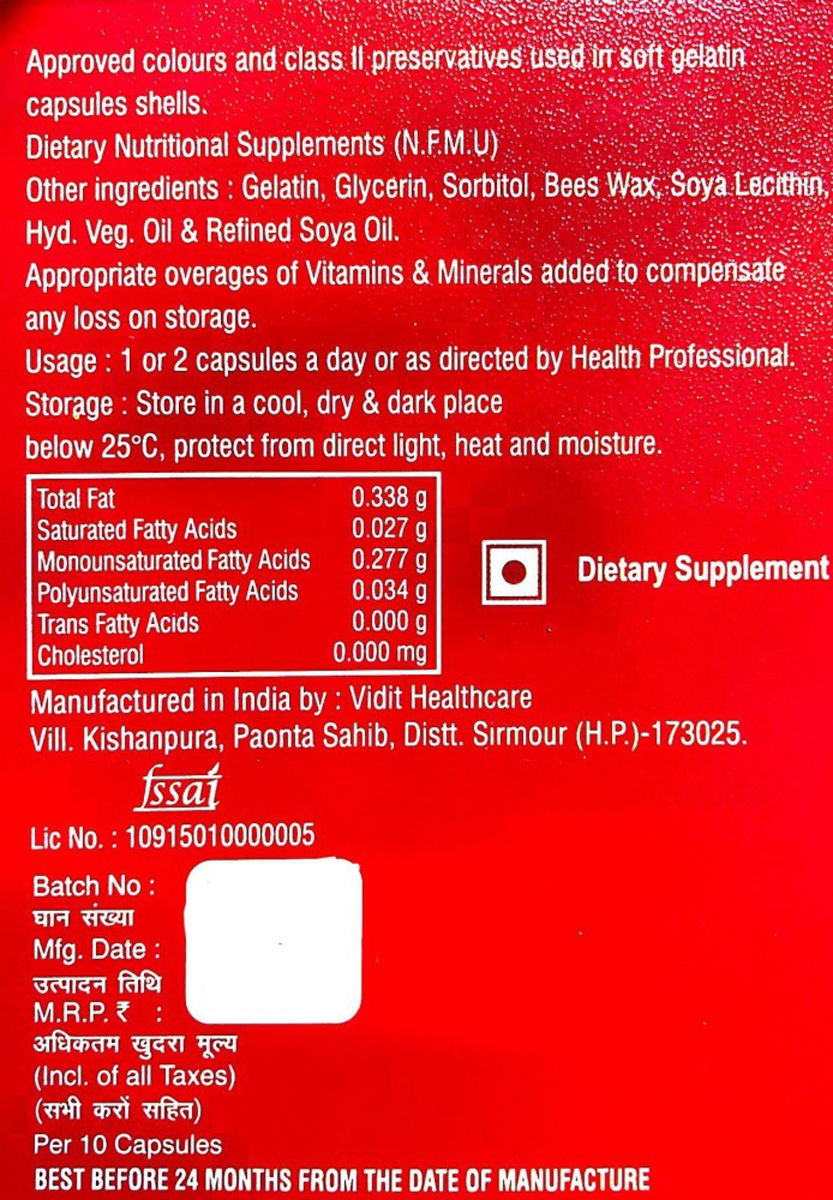 Approved colours and class II preservatives used in soft gelatin
capsules shells.
Dietary Nutritional Supplements (N.F.M.U)
Other ingredients : Gelatin, Glycerin, Sorbitol, Bees Wax, Soya Lecithin,
Hyd. Veg. Oil & Refined Soya Oil.
Appropriate overages of Vitamins & Minerals added to compensate
any loss on storage.
Usage : 1 or 2 capsules a day or as directed by Health Professional.
Storage : Store in a cool, dry & dark place
below 25°C, protect from direct light, heat and moisture.
Total Fat 0.338 g
Saturated Fatty Acids 0.027 g
Monounsaturated Fatty Acids 0.277 g
Polyunsaturated Fatty Acids 0.034 g
Trans Fatty Acids 0.000 g
Cholesterol 0.000 mg
Dietary Supplement
Manufactured in India by : Vidit Healthcare
Vill. Kishanpura, Paonta Sahib, Distt. Sirmour (H.P.)-173025.
fssai
Lic No. : 10915010000005
Batch No :
घान संख्या
Mfg. Date :
उत्पादन तिथि
M.R.P. ₹ :
अधिकतम खुदरा मूल्य
(Incl. of all Taxes)
(सभी करों सहित)
Per 10 Capsules
BEST BEFORE 24 MONTHS FROM THE DATE OF MANUFACTURE